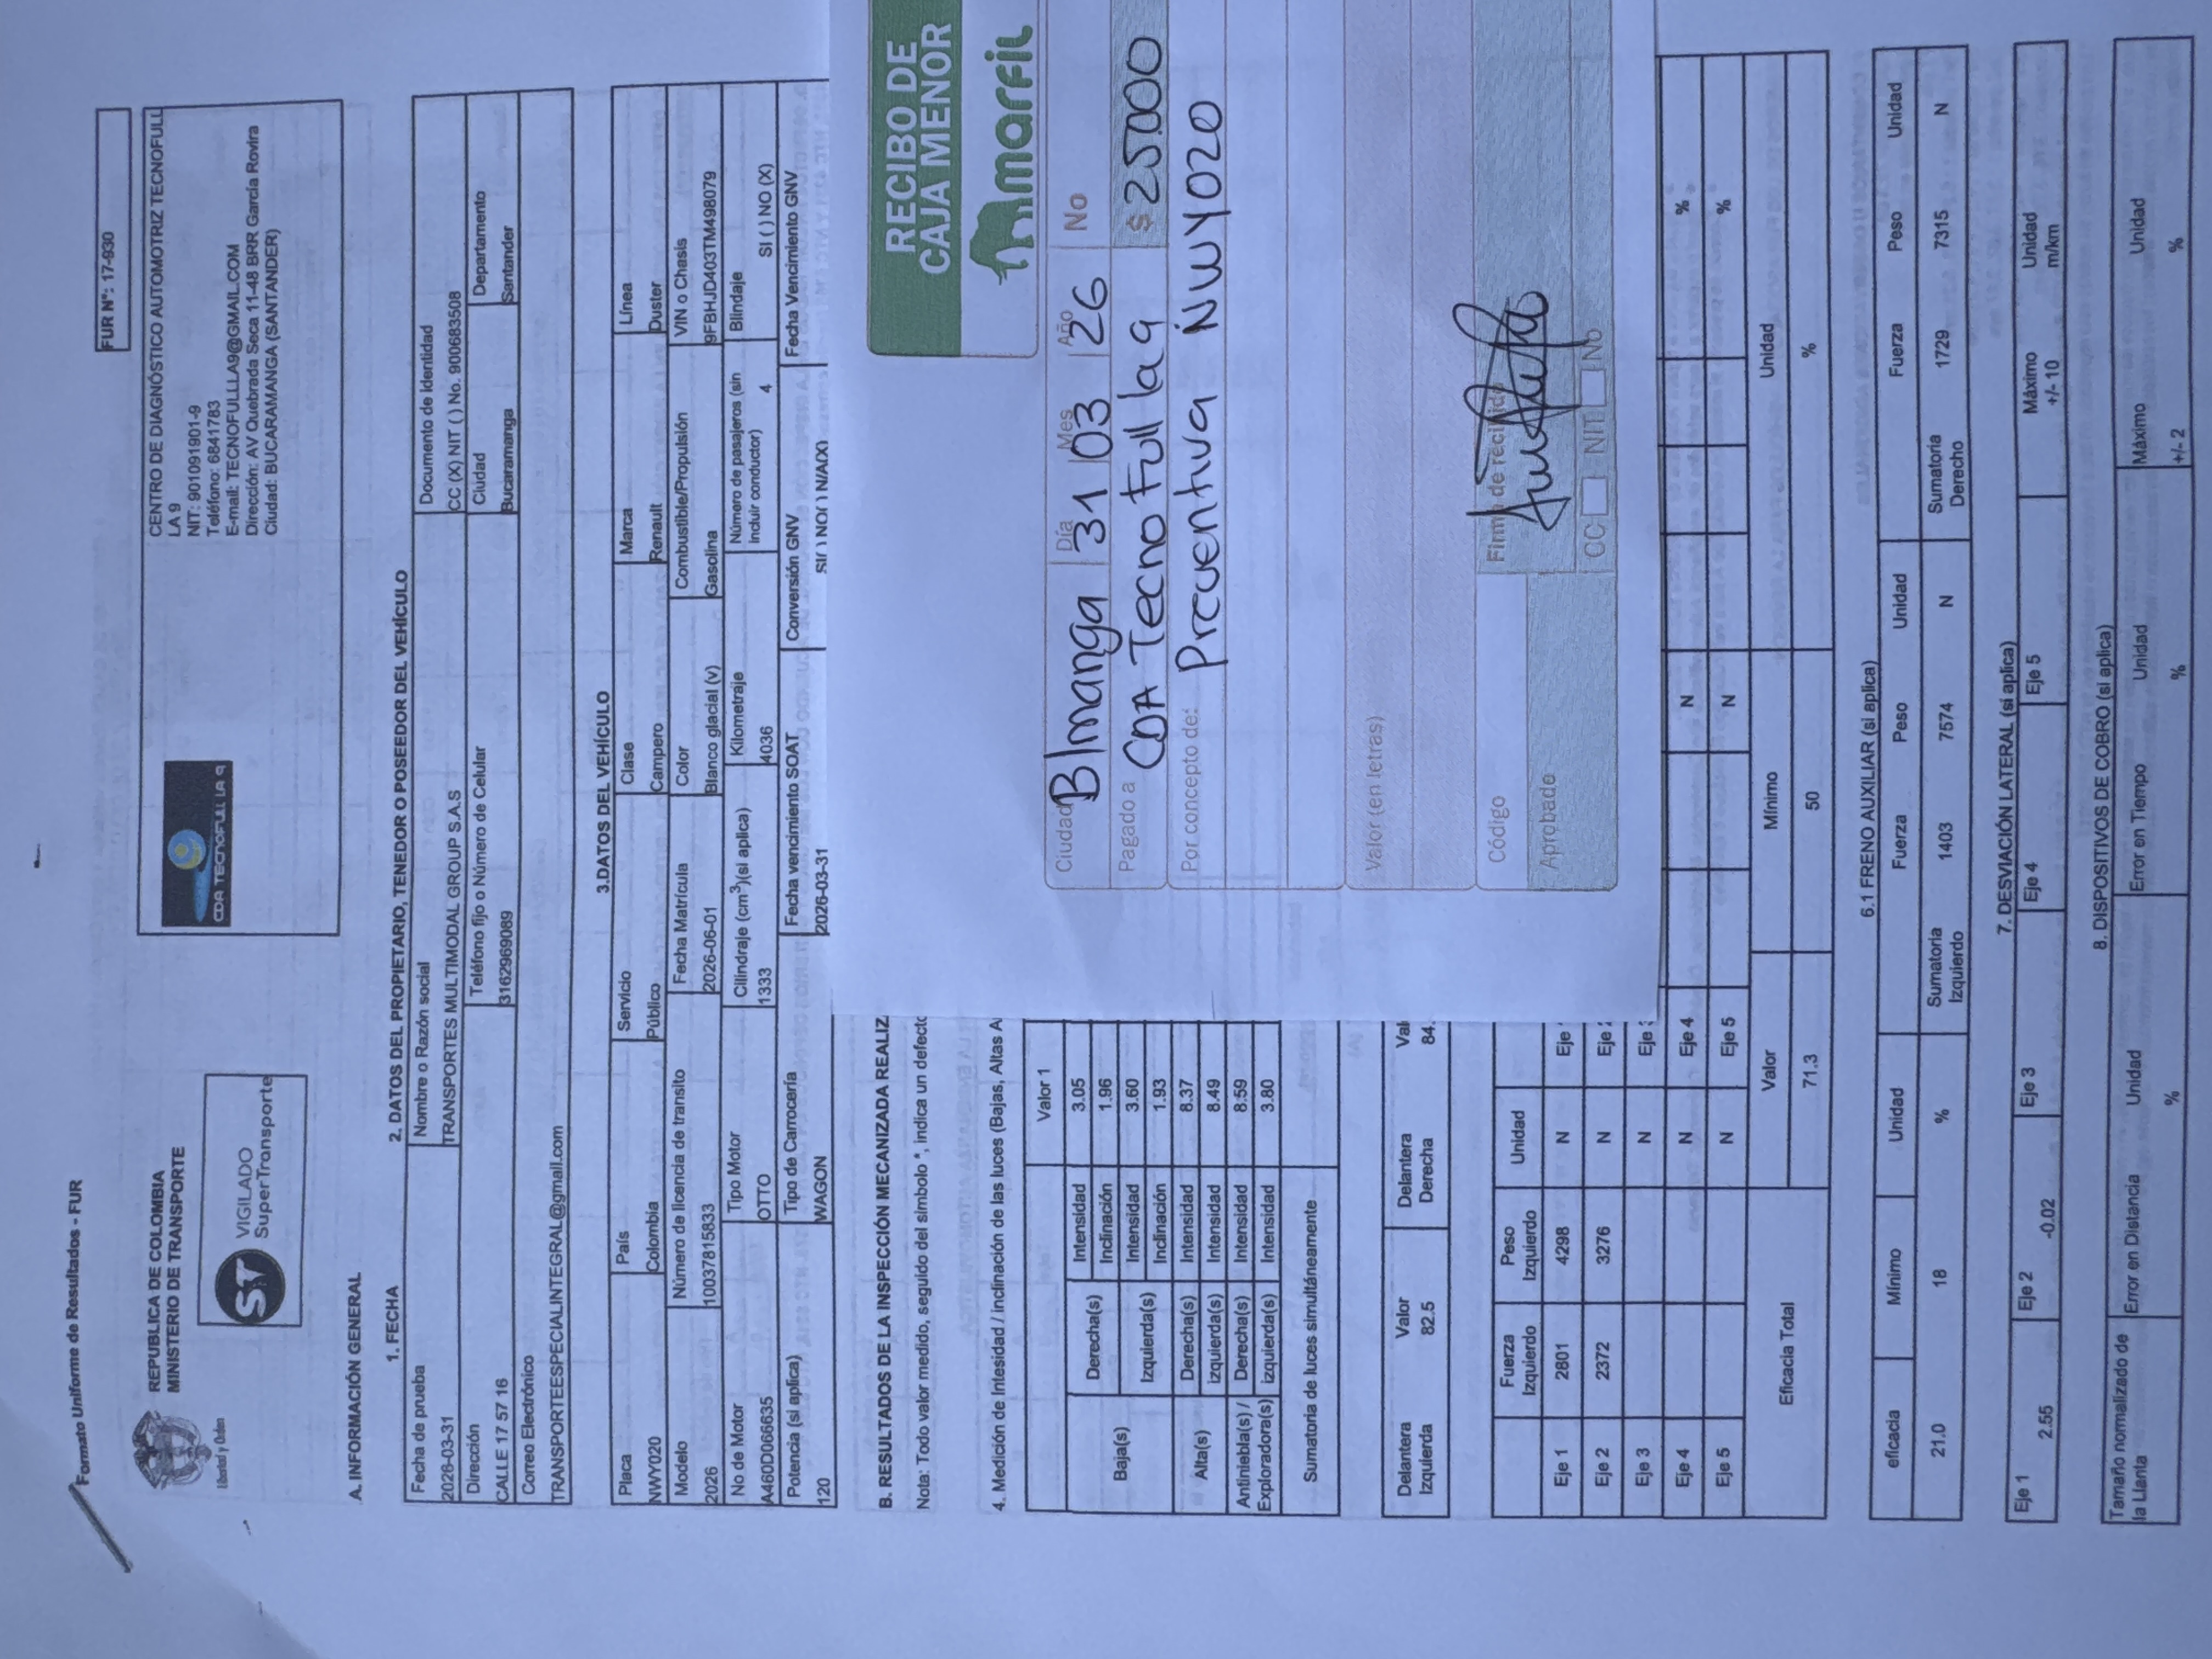 Formato Uniforme de Resultados - FUR
FUR N°: 17-930
REPUBLICA DE COLOMBIA
MINISTERIO DE TRANSPORTE
Libertad y Orden
ST
VIGILADO
SuperTransporte
CDA TECNOFULL LA 9
CENTRO DE DIAGNÓSTICO AUTOMOTRIZ TECNOFULL
LA 9
NIT: 901091901-9
Teléfono: 6841783
E-mail: TECNOFULLLA9@GMAIL.COM
Dirección: AV Quebrada Seca 11-48 BRR García Rovira
Ciudad: BUCARAMANGA (SANTANDER)
A. INFORMACIÓN GENERAL
1. FECHA
2. DATOS DEL PROPIETARIO, TENEDOR O POSEEDOR DEL VEHÍCULO
Fecha de prueba Nombre o Razón social Documento de identidad
2026-03-31 TRANSPORTES MULTIMODAL GROUP S.A.S CC (X) NIT ( ) No. 900683508
Dirección Teléfono fijo o Número de Celular Ciudad Departamento
CALLE 17 57 16 3162969089 Bucaramanga Santander
Correo Electrónico
TRANSPORTEESPECIALINTEGRAL@gmail.com
3.DATOS DEL VEHÍCULO
Placa País Servicio Clase Marca Línea
NWY020 Colombia Público Campero Renault Duster
Modelo Número de licencia de transito Fecha Matrícula Color Combustible/Propulsión VIN o Chasis
2026 10037815833 2026-06-01 Blanco glacial (v) Gasolina 9FBHJD403TM498079
No de Motor Tipo Motor Cilindraje (cm³)(si aplica) Kilometraje Número de pasajeros (sin incluir conductor) Blindaje
A460D066635 OTTO 1333 4036 4 SI ( ) NO (X)
Potencia (si aplica) Tipo de Carrocería Fecha vencimiento SOAT Conversión GNV Fecha Vencimiento GNV
120 WAGON 2026-03-31 SI( ) NO( ) N/A(X)
B. RESULTADOS DE LA INSPECCIÓN MECANIZADA REALIZ
Nota: Todo valor medido, seguido del símbolo *, indica un defecto
4. Medición de Intesidad / inclinación de las luces (Bajas, Altas A
Valor 1
Baja(s) Derecha(s) Intensidad 3.05
Inclinación 1.96
Izquierda(s) Intensidad 3.60
Inclinación 1.93
Alta(s) Derecha(s) Intensidad 8.37
izquierda(s) Intensidad 8.49
Antiniebla(s) / Exploradora(s) Derecha(s) Intensidad 8.59
izquierda(s) Intensidad 3.80
Sumatoria de luces simultáneamente
Delantera Izquierda Valor 82.5 Delantera Derecha Val 84.
RECIBO DE
CAJA MENOR
marfil
Ciudad Día Mes Año No
B/manga 31 03 26
Pagado a $ 25.000
CDA Tecno Full la 9
Por concepto de:
Preventiva NWY020
Valor (en letras)
Código Firma de recibido
Aprobado CC NIT No
Fuerza Izquierdo Peso Izquierdo Unidad
Eje 1 2801 4298 N Eje
Eje 2 2372 3276 N Eje
Eje 3 N Eje
Eje 4 N Eje 4 N %
Eje 5 N Eje 5 N %
Eficacia Total Valor Mínimo Unidad
71.3 50 %
6.1 FRENO AUXILIAR (si aplica)
eficacia Mínimo Unidad Sumatoria Izquierdo Fuerza Peso Unidad Sumatoria Derecho Fuerza Peso Unidad
21.0 18 % 1403 7574 N 1729 7315 N
7. DESVIACIÓN LATERAL (si aplica)
Eje 1 Eje 2 Eje 3 Eje 4 Eje 5 Máximo Unidad
2.55 -0.02 +/- 10 m/km
8. DISPOSITIVOS DE COBRO (si aplica)
Tamaño normalizado de la Llanta Error en Distancia Unidad Error en Tiempo Unidad Máximo Unidad
% % +/- 2 %